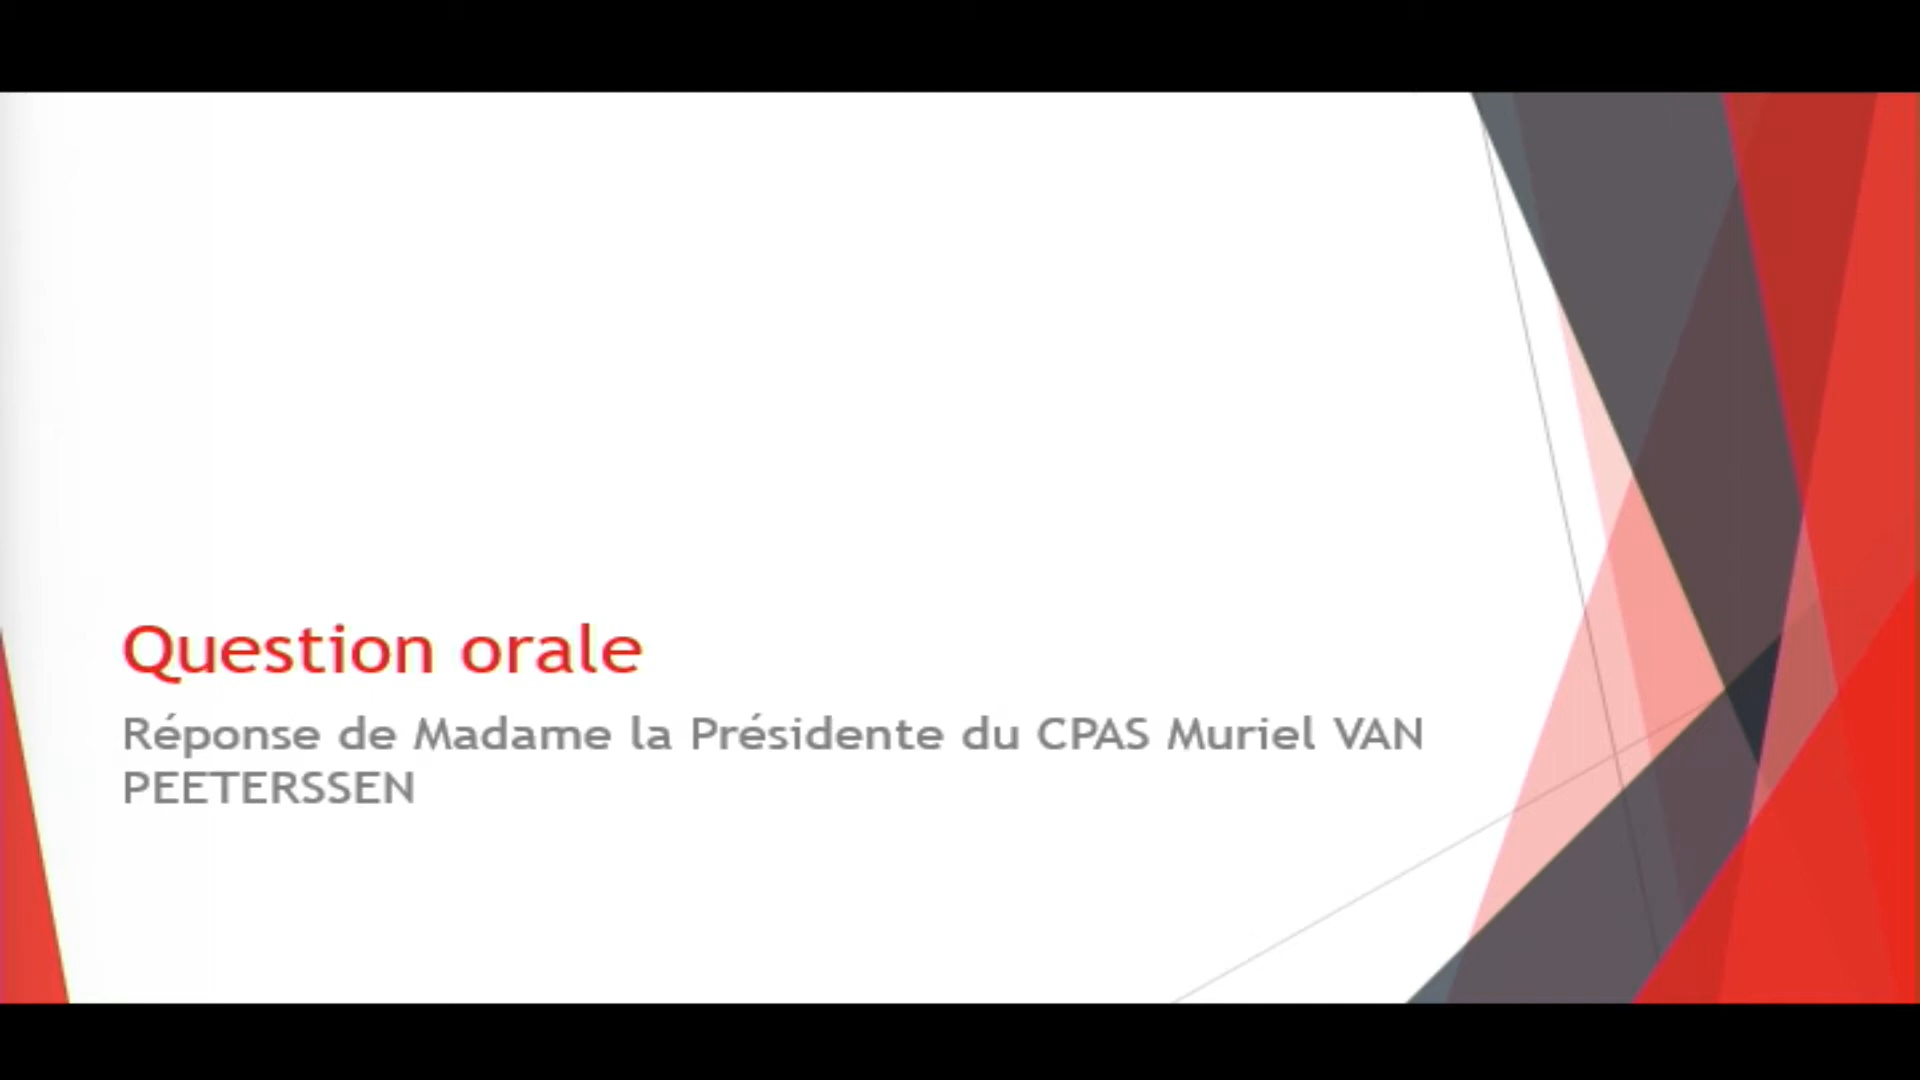 Question orale
Réponse de Madame la Présidente du CPAS Muriel VAN
PEETERSSEN